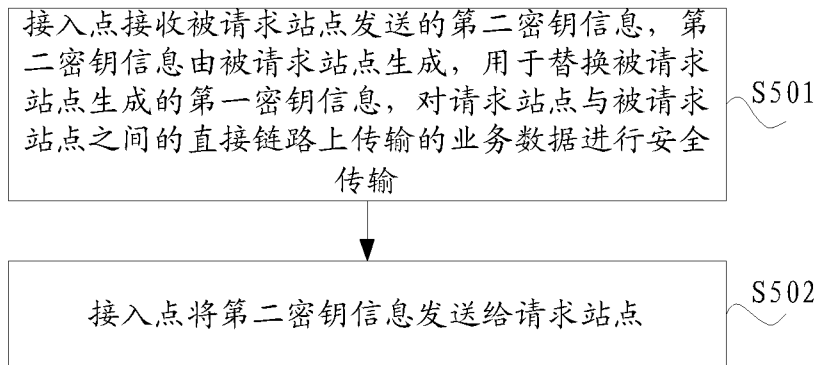 接入点接收被请求站点发送的第二密钥信息，第
二密钥信息由被请求站点生成，用于替换被请求
站点生成的第一密钥信息，对请求站点与被请求
站点之间的直接链路上传输的业务数据进行安全
传输
S501
接入点将第二密钥信息发送给请求站点
S502